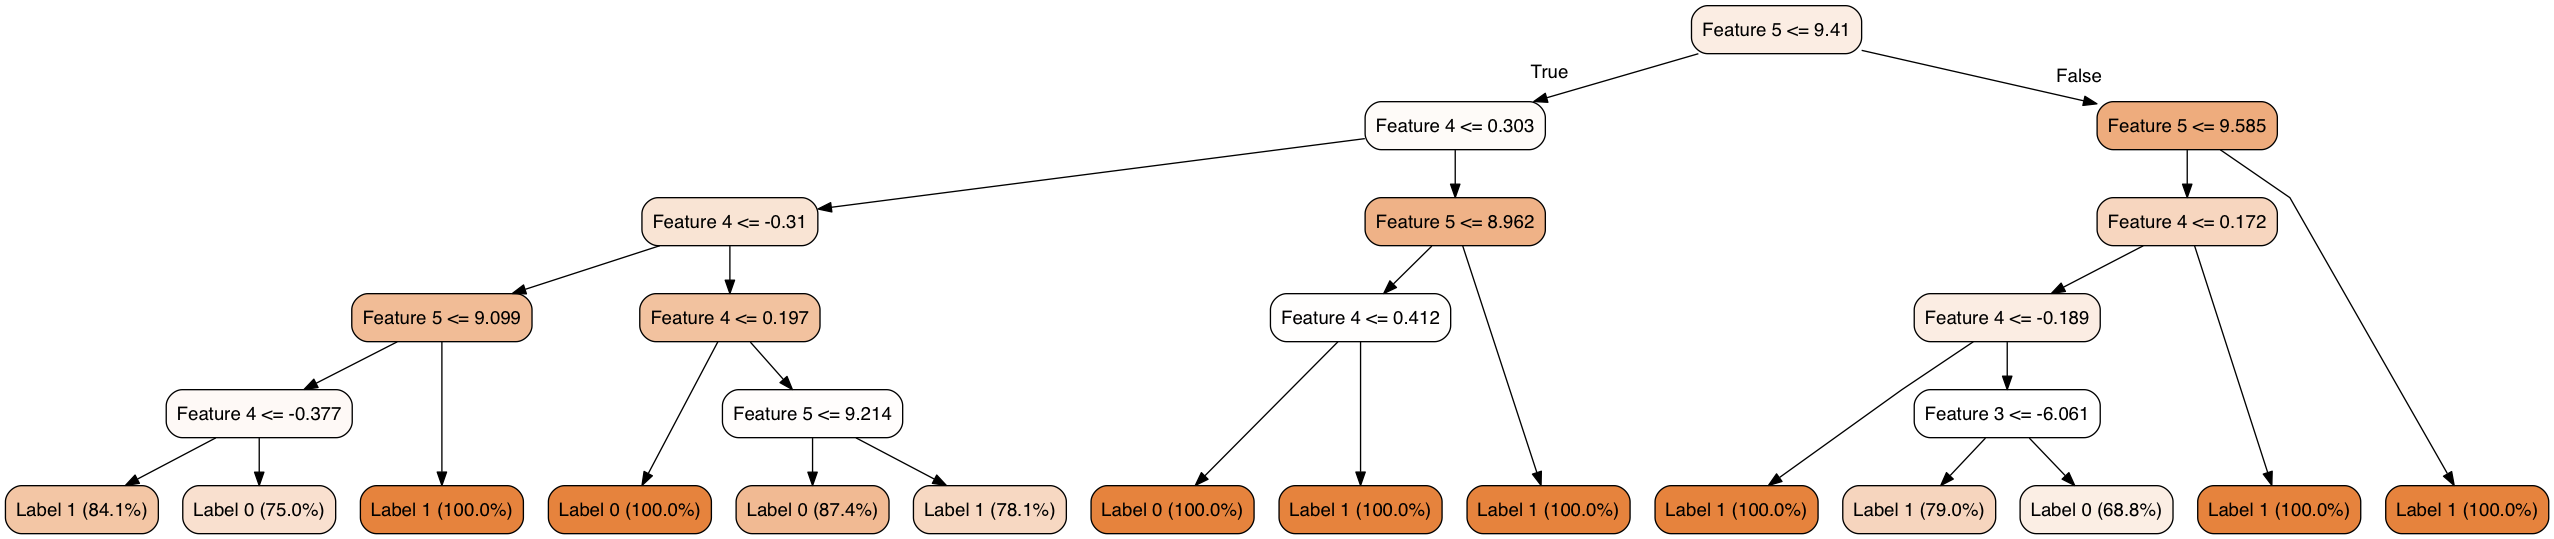 Feature 5 <= 9.41
True
False
Feature 4 <= 0.303
Feature 5 <= 9.585
Feature 4 <= -0.31
Feature 5 <= 8.962
Feature 4 <= 0.172
Feature 5 <= 9.099
Feature 4 <= 0.197
Feature 4 <= 0.412
Feature 4 <= -0.189
Feature 4 <= -0.377
Feature 5 <= 9.214
Feature 3 <= -6.061
Label 1 (84.1%)
Label 0 (75.0%)
Label 1 (100.0%)
Label 0 (100.0%)
Label 0 (87.4%)
Label 1 (78.1%)
Label 0 (100.0%)
Label 1 (100.0%)
Label 1 (100.0%)
Label 1 (100.0%)
Label 1 (79.0%)
Label 0 (68.8%)
Label 1 (100.0%)
Label 1 (100.0%)